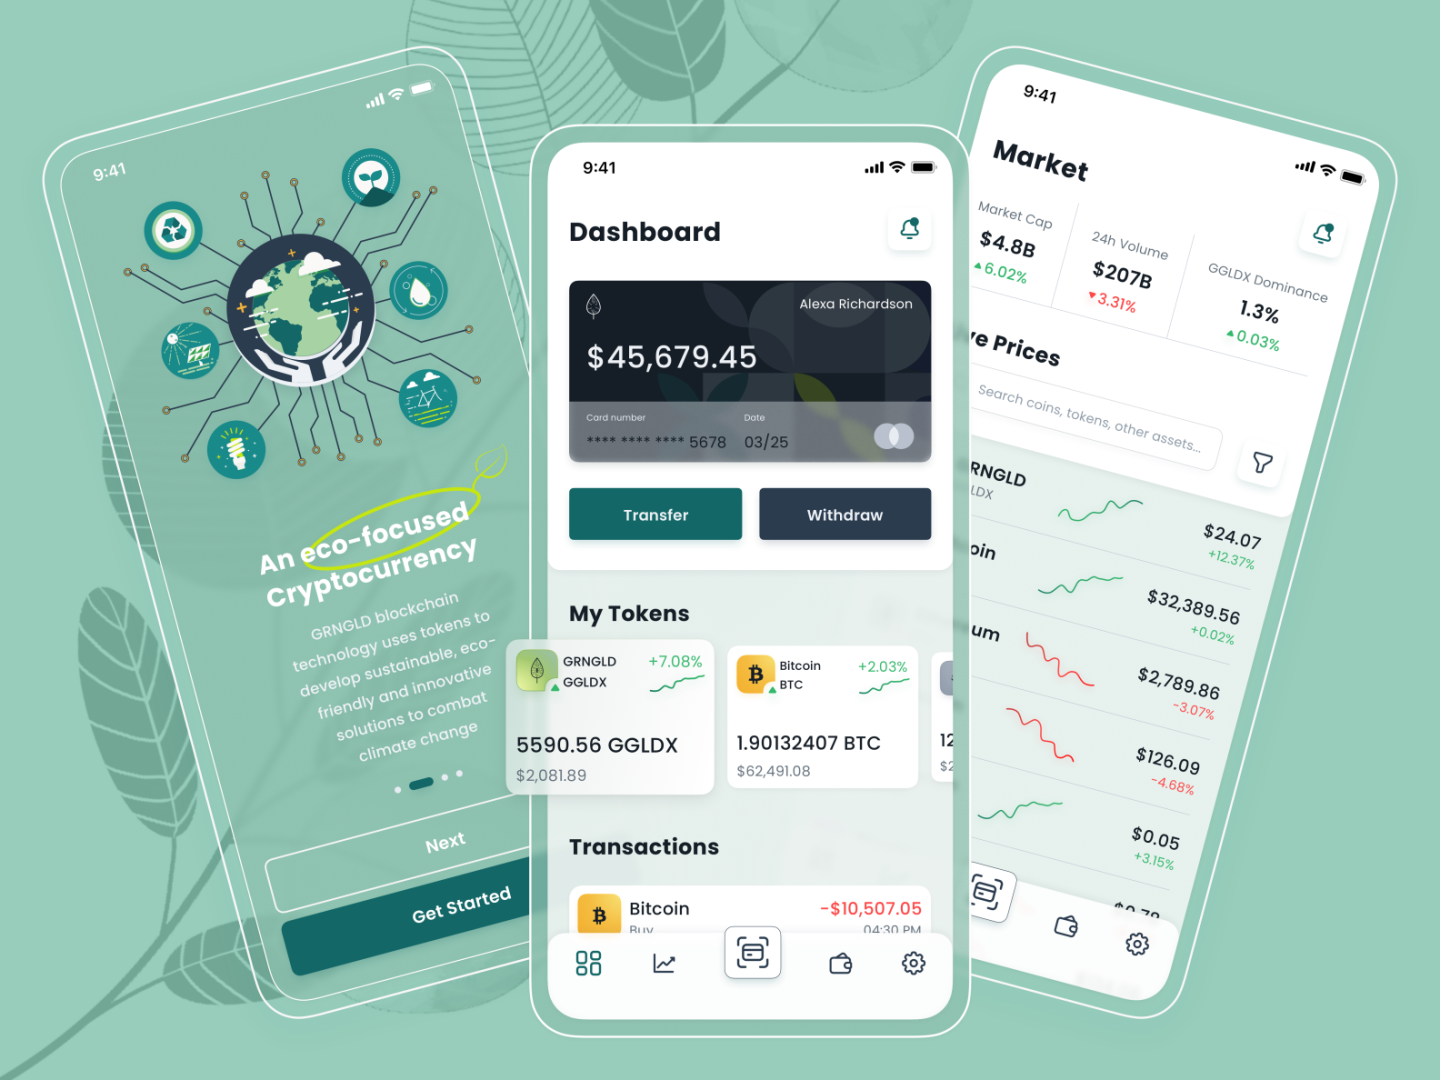 9:41
An eco-focused
Cryptocurrency
GRNGLD blockchain
technology uses tokens to
develop sustainable, eco-
friendly and innovative
solutions to combat
climate change
Next
Get Started
9:41
Dashboard
Alexa Richardson
$45,679.45
Card number
Date
**** **** **** 5678
03/25
Transfer
Withdraw
My Tokens
GRNGLD
GGLDX
+7.08%
5590.56 GGLDX
$2,081.89
Bitcoin
BTC
+2.03%
1.90132407 BTC
$62,491.08
12
$2
Transactions
Bitcoin
-$10,507.05
Buy
04:30 PM
9:41
Market
Market Cap
$4.8B
6.02%
24h Volume
$207B
3.31%
GGLDX Dominance
1.3%
0.03%
ve Prices
Search coins, tokens, other assets...
RNGLD
LDX
$24.07
+12.37%
oin
$32,389.56
+0.02%
um
$2,789.86
-3.07%
$126.09
-4.68%
$0.05
+3.15%